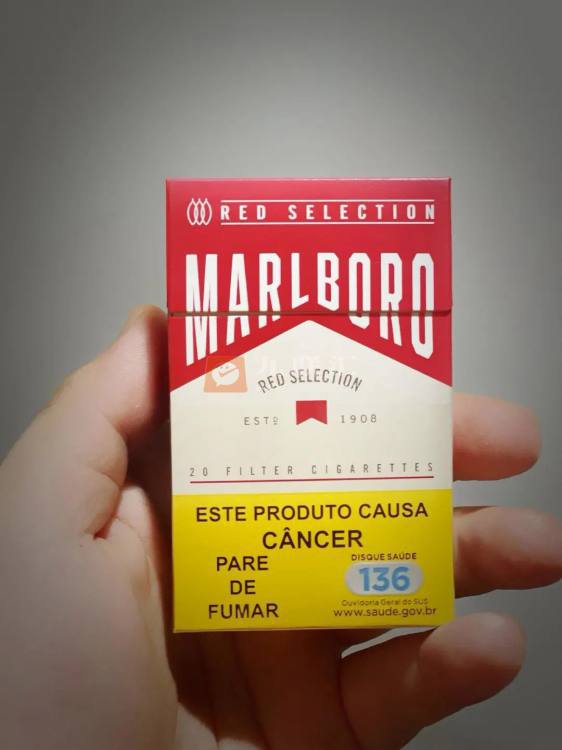 RED SELECTION
MARLBORO
RED SELECTION
ESTD 1908
20 FILTER CIGARETTES
ESTE PRODUTO CAUSA
CÂNCER
PARE
DE
FUMAR
DISQUE SAÚDE
136
Ouvidoria Geral do SUS
www.saude.gov.br